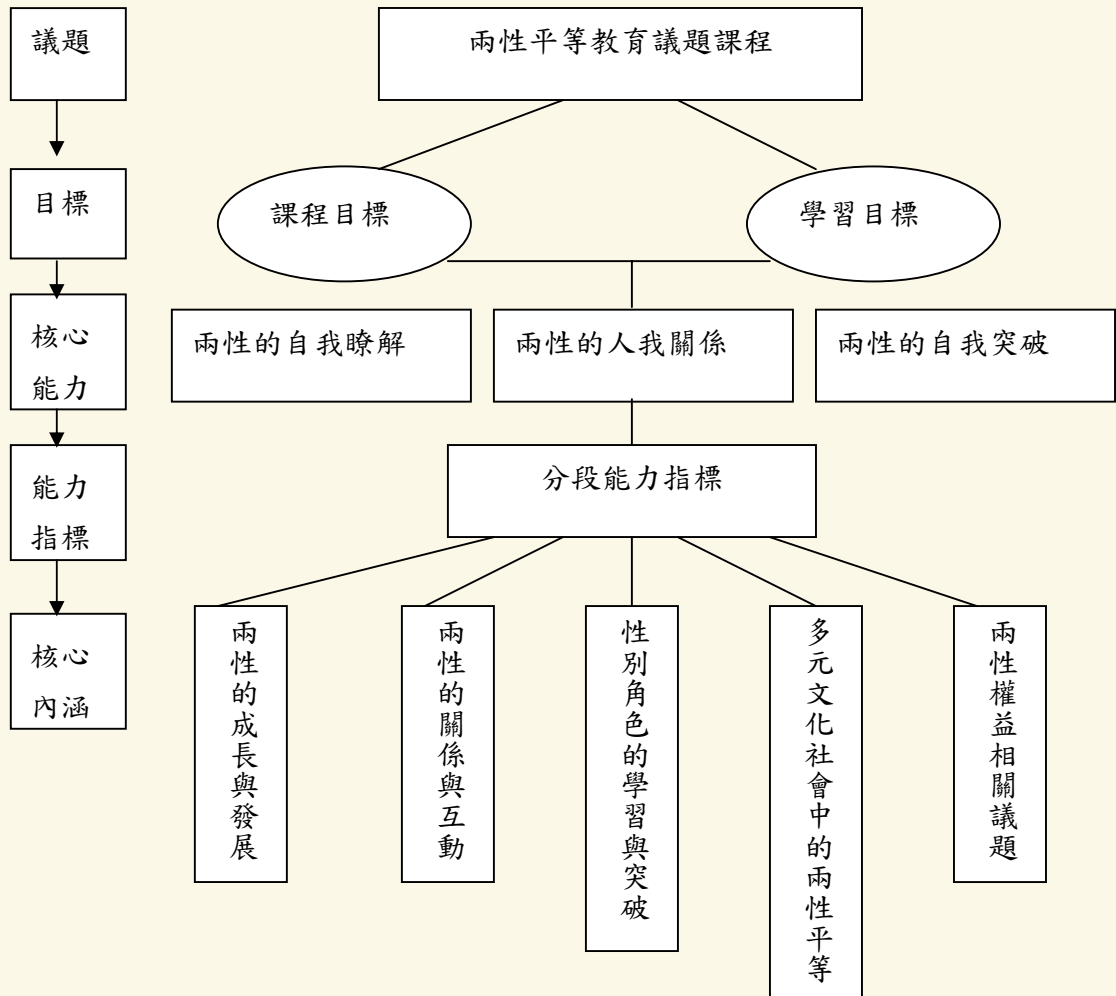 議題
兩性平等教育議題課程
目標
課程目標
學習目標
核心
能力
兩性的自我瞭解
兩性的人我關係
兩性的自我突破
能力
指標
分段能力指標
核心
內涵
兩性的成長與發展
兩性的關係與互動
性別角色的學習與突破
多元文化社會中的兩性平等
兩性權益相關議題